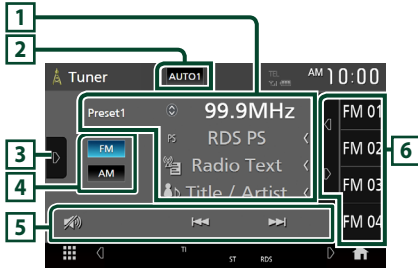 1
2
Tuner
AUTO1
TEL
AM 10:00
Preset1
99.9MHz
FM 01
PS
RDS PS
FM 02
6
3
FM
Radio Text
4
AM
Title / Artist
FM 03
5
FM 04
TI
ST
RDS